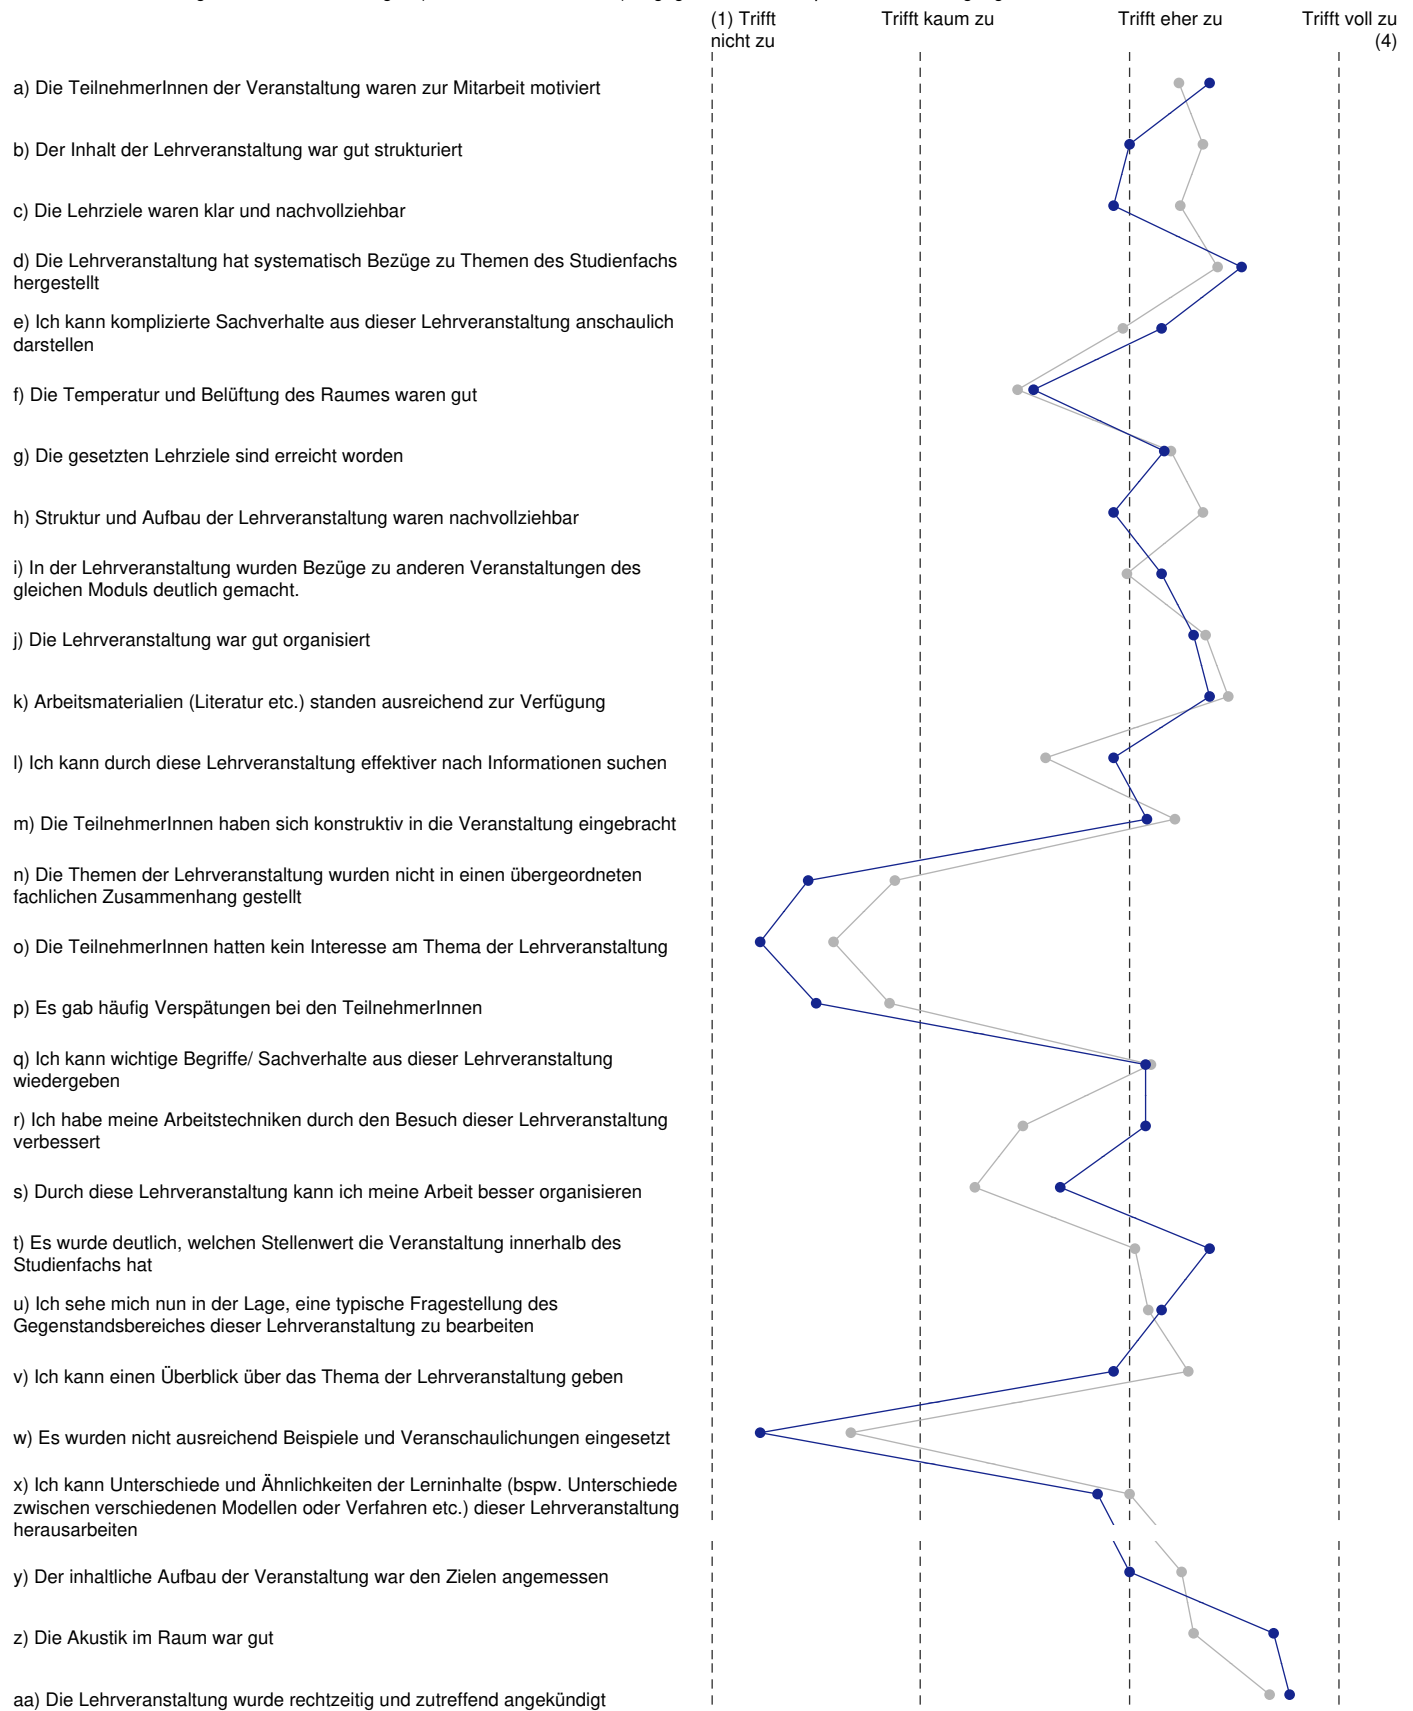 (1) Trifft
nicht zu
Trifft kaum zu
Trifft eher zu
Trifft voll zu
(4)
a) Die TeilnehmerInnen der Veranstaltung waren zur Mitarbeit motiviert
b) Der Inhalt der Lehrveranstaltung war gut strukturiert
c) Die Lehrziele waren klar und nachvollziehbar
d) Die Lehrveranstaltung hat systematisch Bezüge zu Themen des Studienfachs
hergestellt
e) Ich kann komplizierte Sachverhalte aus dieser Lehrveranstaltung anschaulich
darstellen
f) Die Temperatur und Belüftung des Raumes waren gut
g) Die gesetzten Lehrziele sind erreicht worden
h) Struktur und Aufbau der Lehrveranstaltung waren nachvollziehbar
i) In der Lehrveranstaltung wurden Bezüge zu anderen Veranstaltungen des
gleichen Moduls deutlich gemacht.
j) Die Lehrveranstaltung war gut organisiert
k) Arbeitsmaterialien (Literatur etc.) standen ausreichend zur Verfügung
l) Ich kann durch diese Lehrveranstaltung effektiver nach Informationen suchen
m) Die TeilnehmerInnen haben sich konstruktiv in die Veranstaltung eingebracht
n) Die Themen der Lehrveranstaltung wurden nicht in einen übergeordneten
fachlichen Zusammenhang gestellt
o) Die TeilnehmerInnen hatten kein Interesse am Thema der Lehrveranstaltung
p) Es gab häufig Verspätungen bei den TeilnehmerInnen
q) Ich kann wichtige Begriffe/ Sachverhalte aus dieser Lehrveranstaltung
wiedergeben
r) Ich habe meine Arbeitstechniken durch den Besuch dieser Lehrveranstaltung
verbessert
s) Durch diese Lehrveranstaltung kann ich meine Arbeit besser organisieren
t) Es wurde deutlich, welchen Stellenwert die Veranstaltung innerhalb des
Studienfachs hat
u) Ich sehe mich nun in der Lage, eine typische Fragestellung des
Gegenstandsbereiches dieser Lehrveranstaltung zu bearbeiten
v) Ich kann einen Überblick über das Thema der Lehrveranstaltung geben
w) Es wurden nicht ausreichend Beispiele und Veranschaulichungen eingesetzt
x) Ich kann Unterschiede und Ähnlichkeiten der Lerninhalte (bspw. Unterschiede
zwischen verschiedenen Modellen oder Verfahren etc.) dieser Lehrveranstaltung
herausarbeiten
y) Der inhaltliche Aufbau der Veranstaltung war den Zielen angemessen
z) Die Akustik im Raum war gut
aa) Die Lehrveranstaltung wurde rechtzeitig und zutreffend angekündigt